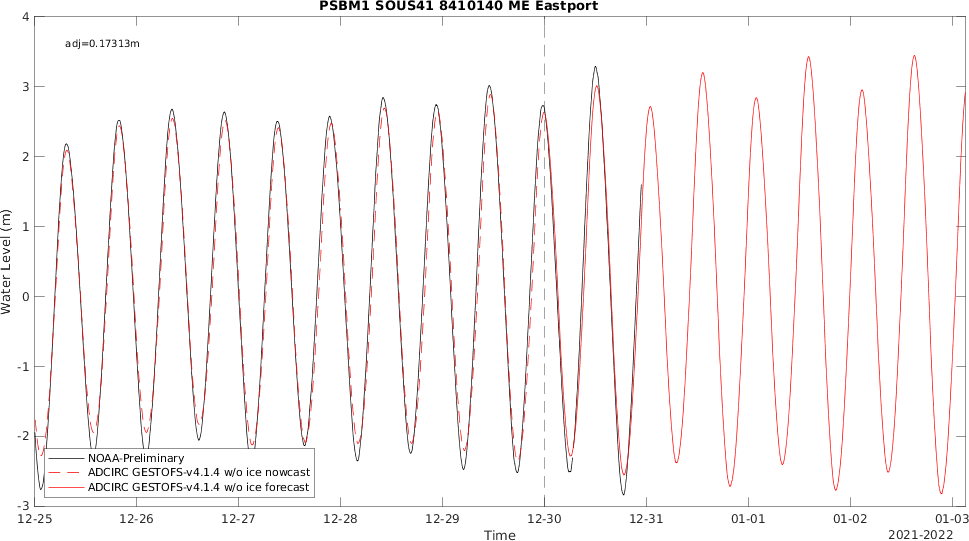 PSBM1 SOUS41 8410140 ME Eastport
adj=0.17313m
4
3
2
1
0
-1
-2
-3
Water Level (m)
NOAA-Preliminary
ADCIRC GESTOFS-v4.1.4 w/o ice nowcast
ADCIRC GESTOFS-v4.1.4 w/o ice forecast
12-25 12-26 12-27 12-28 12-29 12-30 12-31 01-01 01-02 01-03
Time
2021-2022